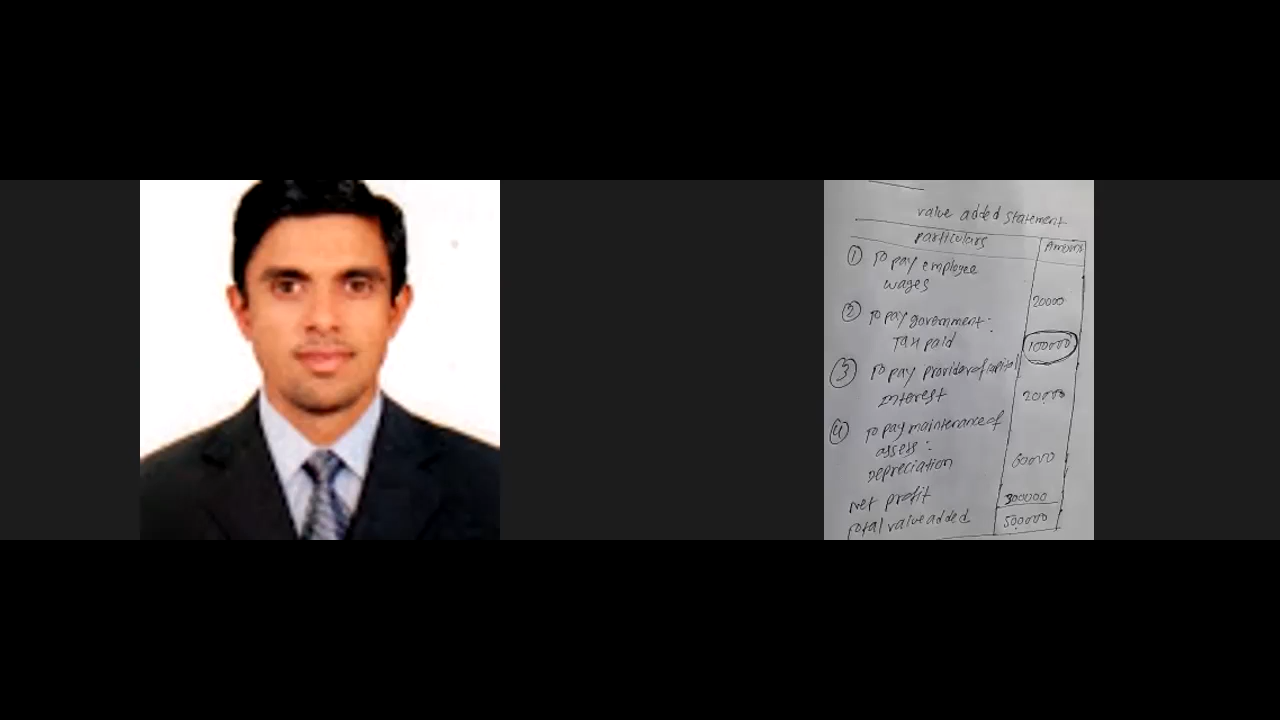 value added statement
particulars Amount
① To pay employee
wages 20000
② To pay government:
Tax paid 100000
③ To pay provider of capital
Interest 20000
④ To pay maintenance of
assets:
Depreciation 60000
Net profit 300000
Total value added 500000